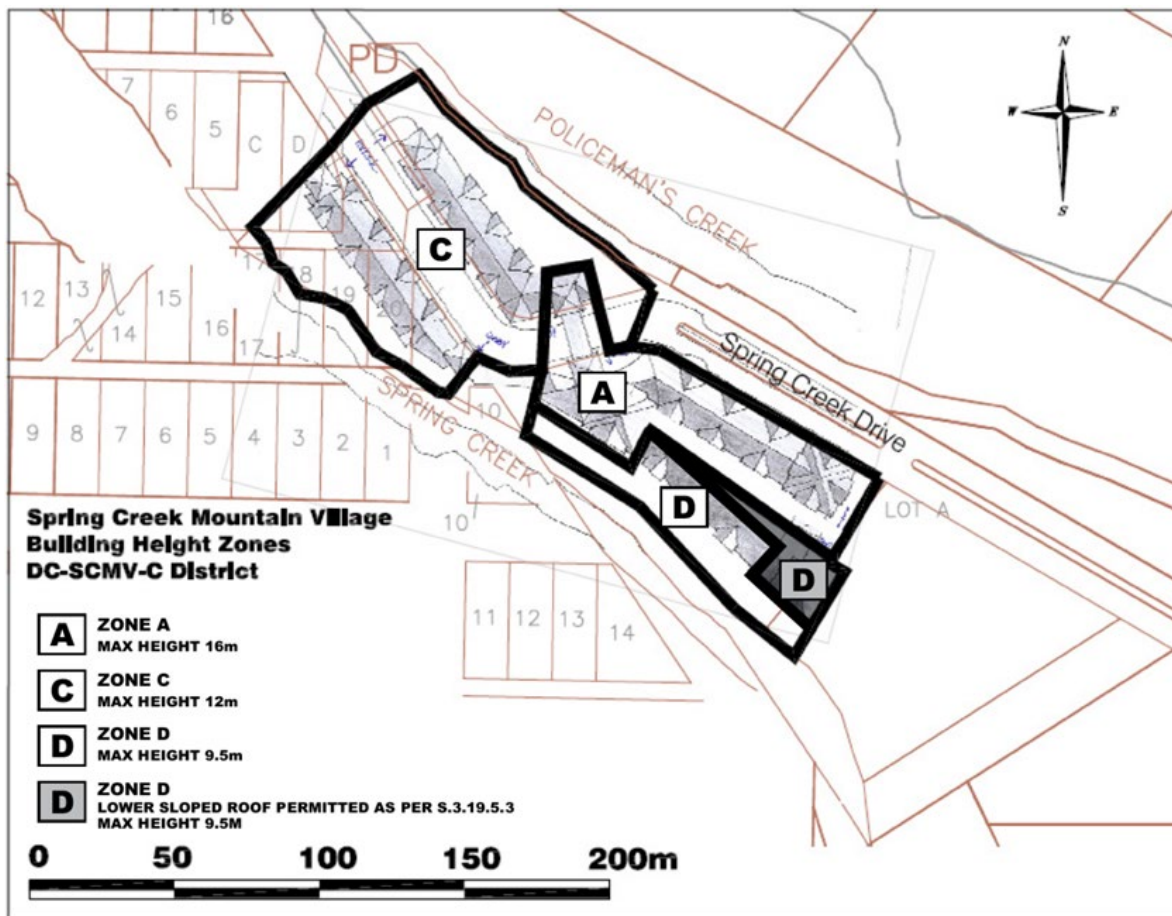 15
16
16
PD
7
6
5
C
D
POLICEMAN'S CREEK
N
W
E
S
C
17
18
19
20
12
13
14
15
16
17
A
Spring Creek Drive
SPRING CREEK
10
9
8
7
6
5
4
3
2
1
D
LOT A
10
D
11
12
13
14
Spring Creek Mountain Village
Building Height Zones
DC-SCMV-C District
A
ZONE A
MAX HEIGHT 16m
C
ZONE C
MAX HEIGHT 12m
D
ZONE D
MAX HEIGHT 9.5m
D
ZONE D
LOWER SLOPED ROOF PERMITTED AS PER S.3.19.5.3
MAX HEIGHT 9.5M
0 50 100 150 200m